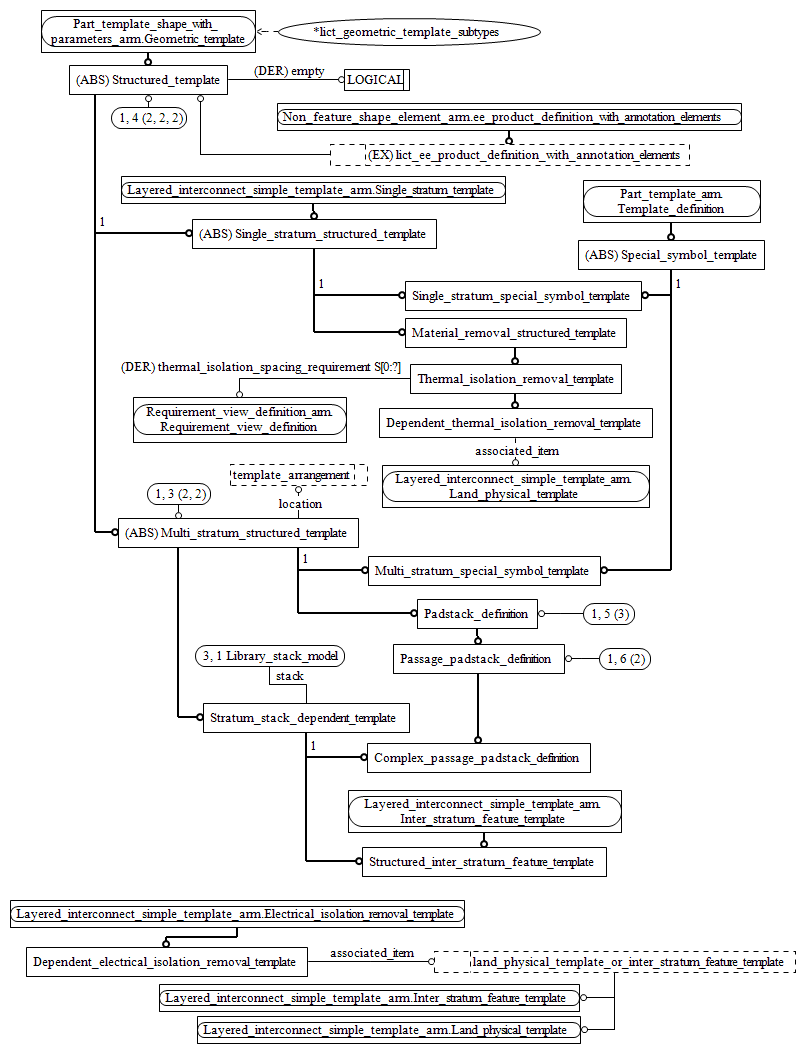 Part_template_shape_with_
parameters_arm.Geometric_template
*lict_geometric_template_subtypes
(ABS) Structured_template
(DER) empty
LOGICAL
1, 4 (2, 2, 2)
Non_feature_shape_element_arm.ee_product_definition_with_annotation_elements
(EX) lict_ee_product_definition_with_annotation_elements
Layered_interconnect_simple_template_arm.Single_stratum_template
Part_template_arm.
Template_definition
1
(ABS) Single_stratum_structured_template
(ABS) Special_symbol_template
1
1
Single_stratum_special_symbol_template
Material_removal_structured_template
(DER) thermal_isolation_spacing_requirement S[0:?]
Thermal_isolation_removal_template
Requirement_view_definition_arm.
Requirement_view_definition
Dependent_thermal_isolation_removal_template
associated_item
template_arrangement
Layered_interconnect_simple_template_arm.
Land_physical_template
1, 3 (2, 2)
location
(ABS) Multi_stratum_structured_template
1
Multi_stratum_special_symbol_template
Padstack_definition
1, 5 (3)
3, 1 Library_stack_model
Passage_padstack_definition
1, 6 (2)
stack
Stratum_stack_dependent_template
1
Complex_passage_padstack_definition
Layered_interconnect_simple_template_arm.
Inter_stratum_feature_template
Structured_inter_stratum_feature_template
Layered_interconnect_simple_template_arm.Electrical_isolation_removal_template
Dependent_electrical_isolation_removal_template
associated_item
land_physical_template_or_inter_stratum_feature_template
Layered_interconnect_simple_template_arm.Inter_stratum_feature_template
Layered_interconnect_simple_template_arm.Land_physical_template